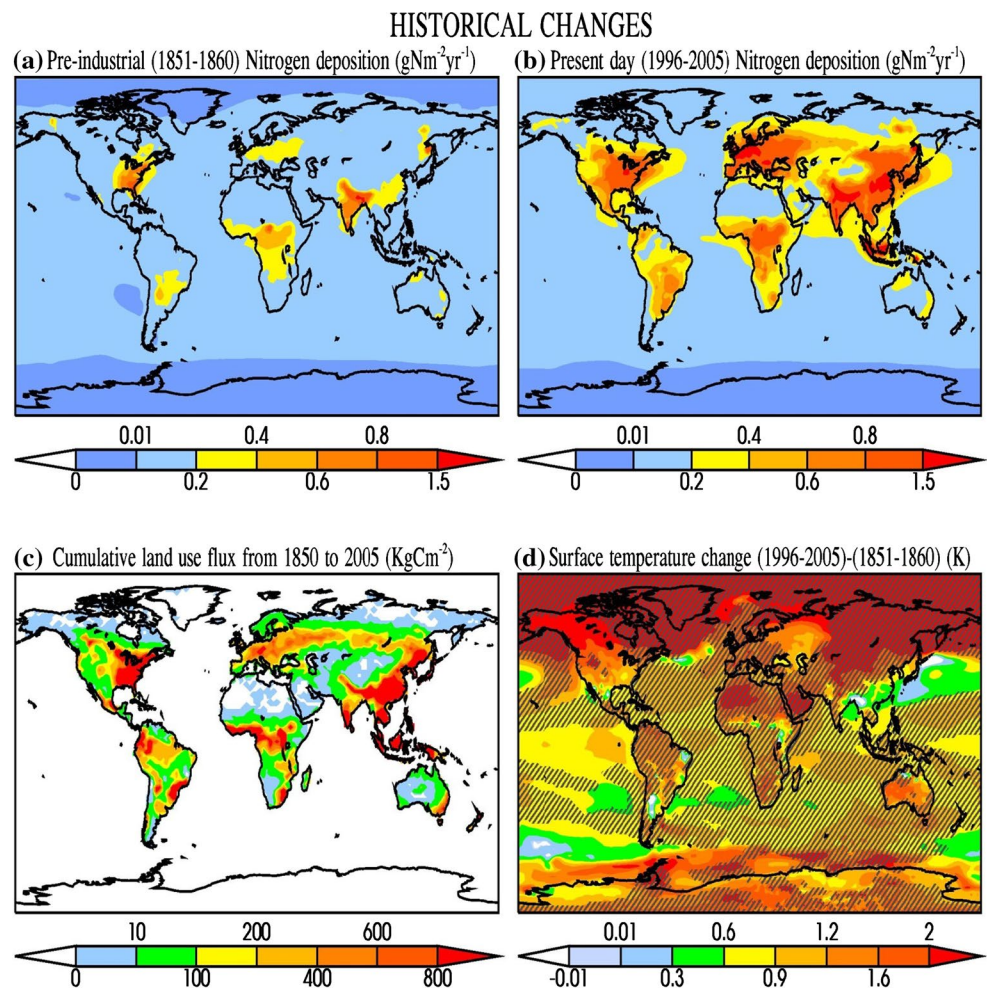 HISTORICAL CHANGES
(a) Pre-industrial (1851-1860) Nitrogen deposition (gNm-2yr-1)
(b) Present day (1996-2005) Nitrogen deposition (gNm-2yr-1)
0.01 0.4 0.8
0 0.2 0.6 1.5
0.01 0.4 0.8
0 0.2 0.6 1.5
(c) Cumulative land use flux from 1850 to 2005 (KgCm-2)
(d) Surface temperature change (1996-2005)-(1851-1860) (K)
10 200 600
0 100 400 800
0.01 0.6 1.2 2
-0.01 0.3 0.9 1.6